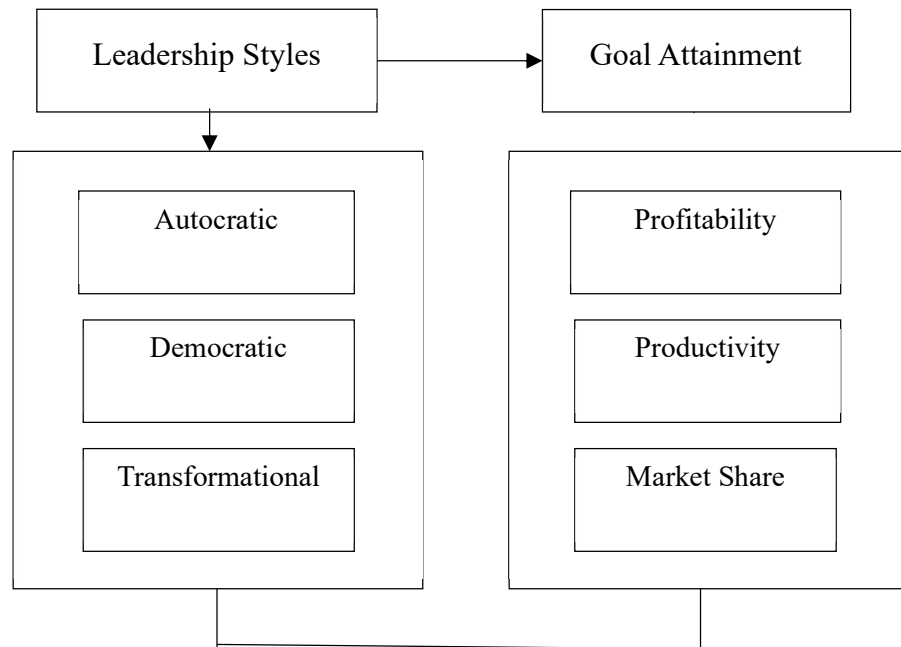 Leadership Styles
Goal Attainment
Autocratic
Democratic
Transformational
Profitability
Productivity
Market Share